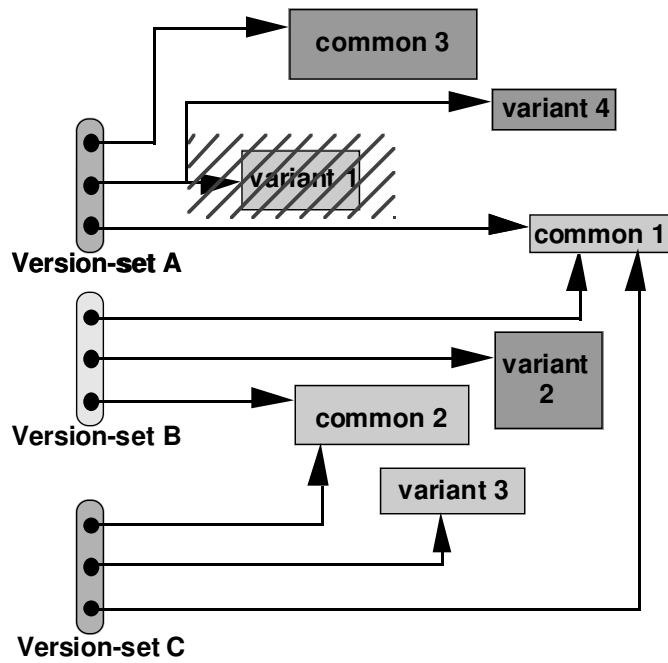 common 3
variant 4
variant 1
common 1
Version-set A
variant
2
common 2
Version-set B
variant 3
Version-set C